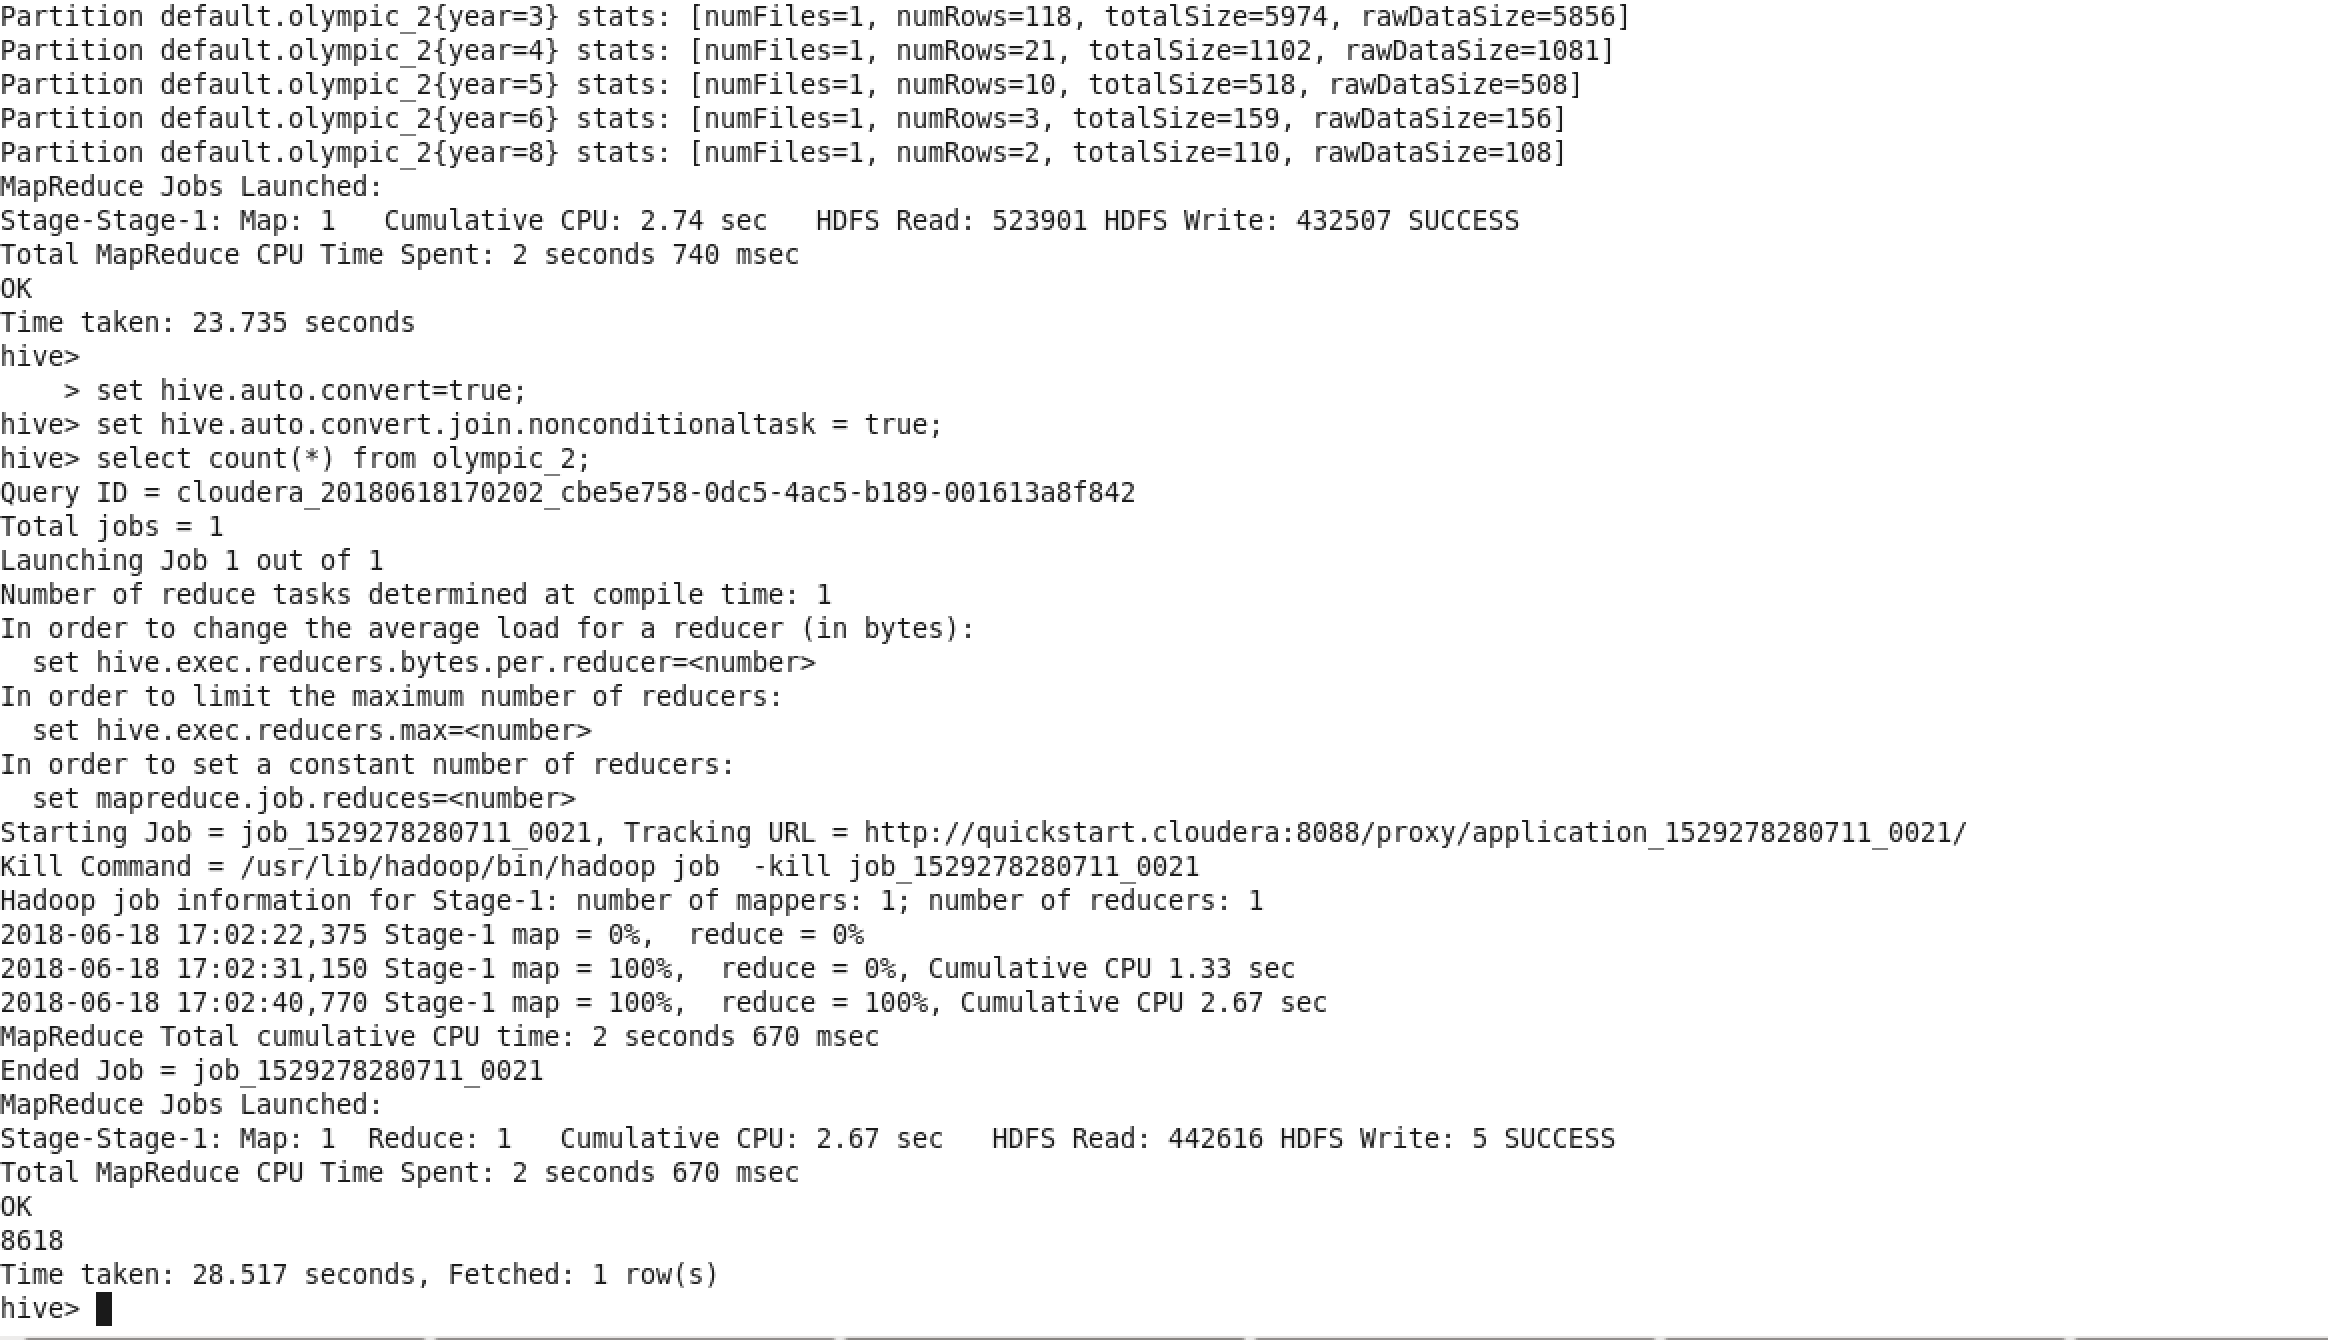 Partition default.olympic_2{year=3} stats: [numFiles=1, numRows=118, totalSize=5974, rawDataSize=5856]
Partition default.olympic_2{year=4} stats: [numFiles=1, numRows=21, totalSize=1102, rawDataSize=1081]
Partition default.olympic_2{year=5} stats: [numFiles=1, numRows=10, totalSize=518, rawDataSize=508]
Partition default.olympic_2{year=6} stats: [numFiles=1, numRows=3, totalSize=159, rawDataSize=156]
Partition default.olympic_2{year=8} stats: [numFiles=1, numRows=2, totalSize=110, rawDataSize=108]
MapReduce Jobs Launched:
Stage-Stage-1: Map: 1   Cumulative CPU: 2.74 sec   HDFS Read: 523901 HDFS Write: 432507 SUCCESS
Total MapReduce CPU Time Spent: 2 seconds 740 msec
OK
Time taken: 23.735 seconds
hive>
    > set hive.auto.convert=true;
hive> set hive.auto.convert.join.nonconditionaltask = true;
hive> select count(*) from olympic_2;
Query ID = cloudera_20180618170202_cbe5e758-0dc5-4ac5-b189-001613a8f842
Total jobs = 1
Launching Job 1 out of 1
Number of reduce tasks determined at compile time: 1
In order to change the average load for a reducer (in bytes):
  set hive.exec.reducers.bytes.per.reducer=<number>
In order to limit the maximum number of reducers:
  set hive.exec.reducers.max=<number>
In order to set a constant number of reducers:
  set mapreduce.job.reduces=<number>
Starting Job = job_1529278280711_0021, Tracking URL = http://quickstart.cloudera:8088/proxy/application_1529278280711_0021/
Kill Command = /usr/lib/hadoop/bin/hadoop job  -kill job_1529278280711_0021
Hadoop job information for Stage-1: number of mappers: 1; number of reducers: 1
2018-06-18 17:02:22,375 Stage-1 map = 0%,  reduce = 0%
2018-06-18 17:02:31,150 Stage-1 map = 100%,  reduce = 0%, Cumulative CPU 1.33 sec
2018-06-18 17:02:40,770 Stage-1 map = 100%,  reduce = 100%, Cumulative CPU 2.67 sec
MapReduce Total cumulative CPU time: 2 seconds 670 msec
Ended Job = job_1529278280711_0021
MapReduce Jobs Launched:
Stage-Stage-1: Map: 1  Reduce: 1   Cumulative CPU: 2.67 sec   HDFS Read: 442616 HDFS Write: 5 SUCCESS
Total MapReduce CPU Time Spent: 2 seconds 670 msec
OK
8618
Time taken: 28.517 seconds, Fetched: 1 row(s)
hive>